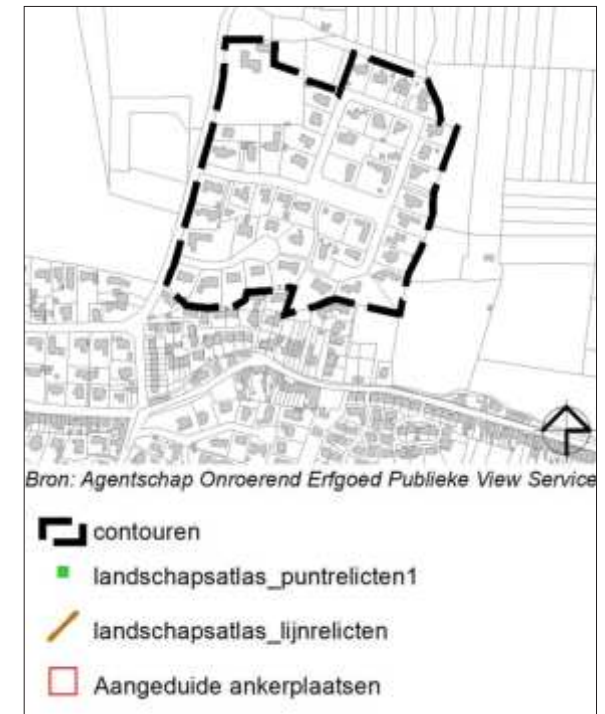 Bron: Agentschap Onroerend Erfgoed Publieke View Service
contouren
landschapsatlas_puntrelicten1
landschapsatlas_lijnrelicten
Aangeduide ankerplaatsen